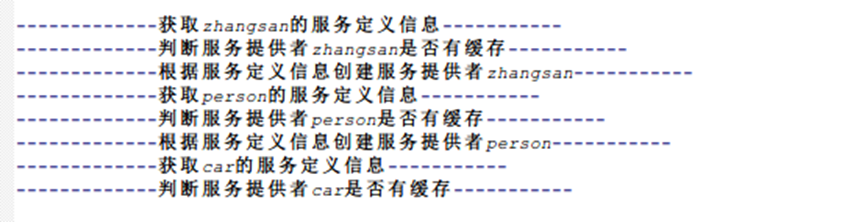 -------------获取zhangsan的服务定义信息-----------
-------------判断服务提供者zhangsan是否有缓存-----------
-------------根据服务定义信息创建服务提供者zhangsan-----------
-------------获取person的服务定义信息-----------
-------------判断服务提供者person是否有缓存-----------
-------------根据服务定义信息创建服务提供者person-----------
-------------获取car的服务定义信息-----------
-------------判断服务提供者car是否有缓存-----------